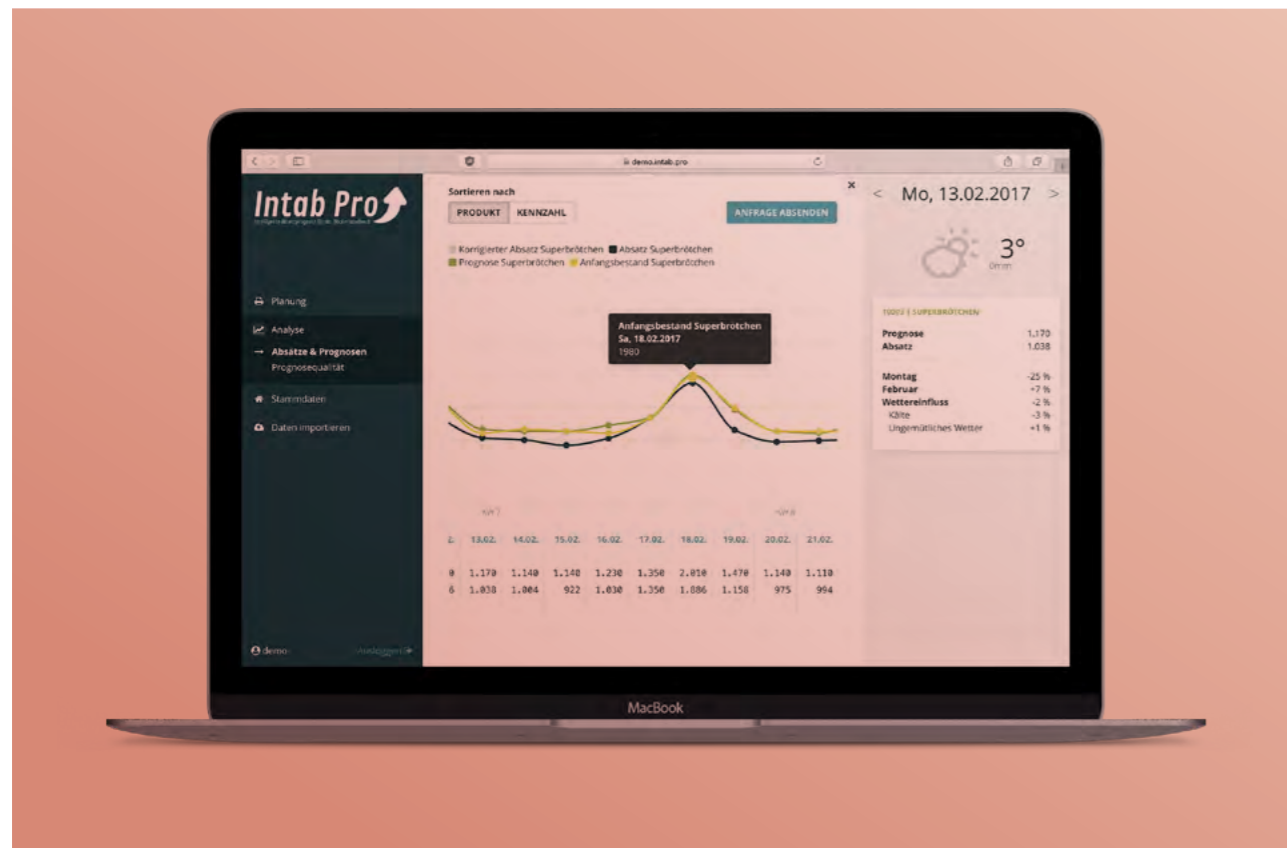 demo.intab.pro
Intab Pro
Planung
Analyse
→ Absätze & Prognosen
Prognosequalität
Stammdaten
Daten importieren
demo
Sortieren nach
PRODUKT KENNZAHL
ANFRAGE ABSENDEN
Korrigierter Absatz Superbrötchen Absatz Superbrötchen
Prognose Superbrötchen Anfangsbestand Superbrötchen
Anfangsbestand Superbrötchen
Sa, 18.02.2017
1980
2. 13.02. 14.02. 15.02. 16.02. 17.02. 18.02. 19.02. 20.02. 21.02.
0 1.170 1.140 1.140 1.230 1.350 2.010 1.470 1.140 1.110
6 1.038 1.004 922 1.030 1.350 1.886 1.158 975 994
× < Mo, 13.02.2017 >
3°
0mm
| SUPERBRÖTCHEN
Prognose 1.170
Absatz 1.038
Montag -25 %
Februar
Wettereinfluss -2 %
Kälte -3 %
Ungemütliches Wetter +1 %
MacBook